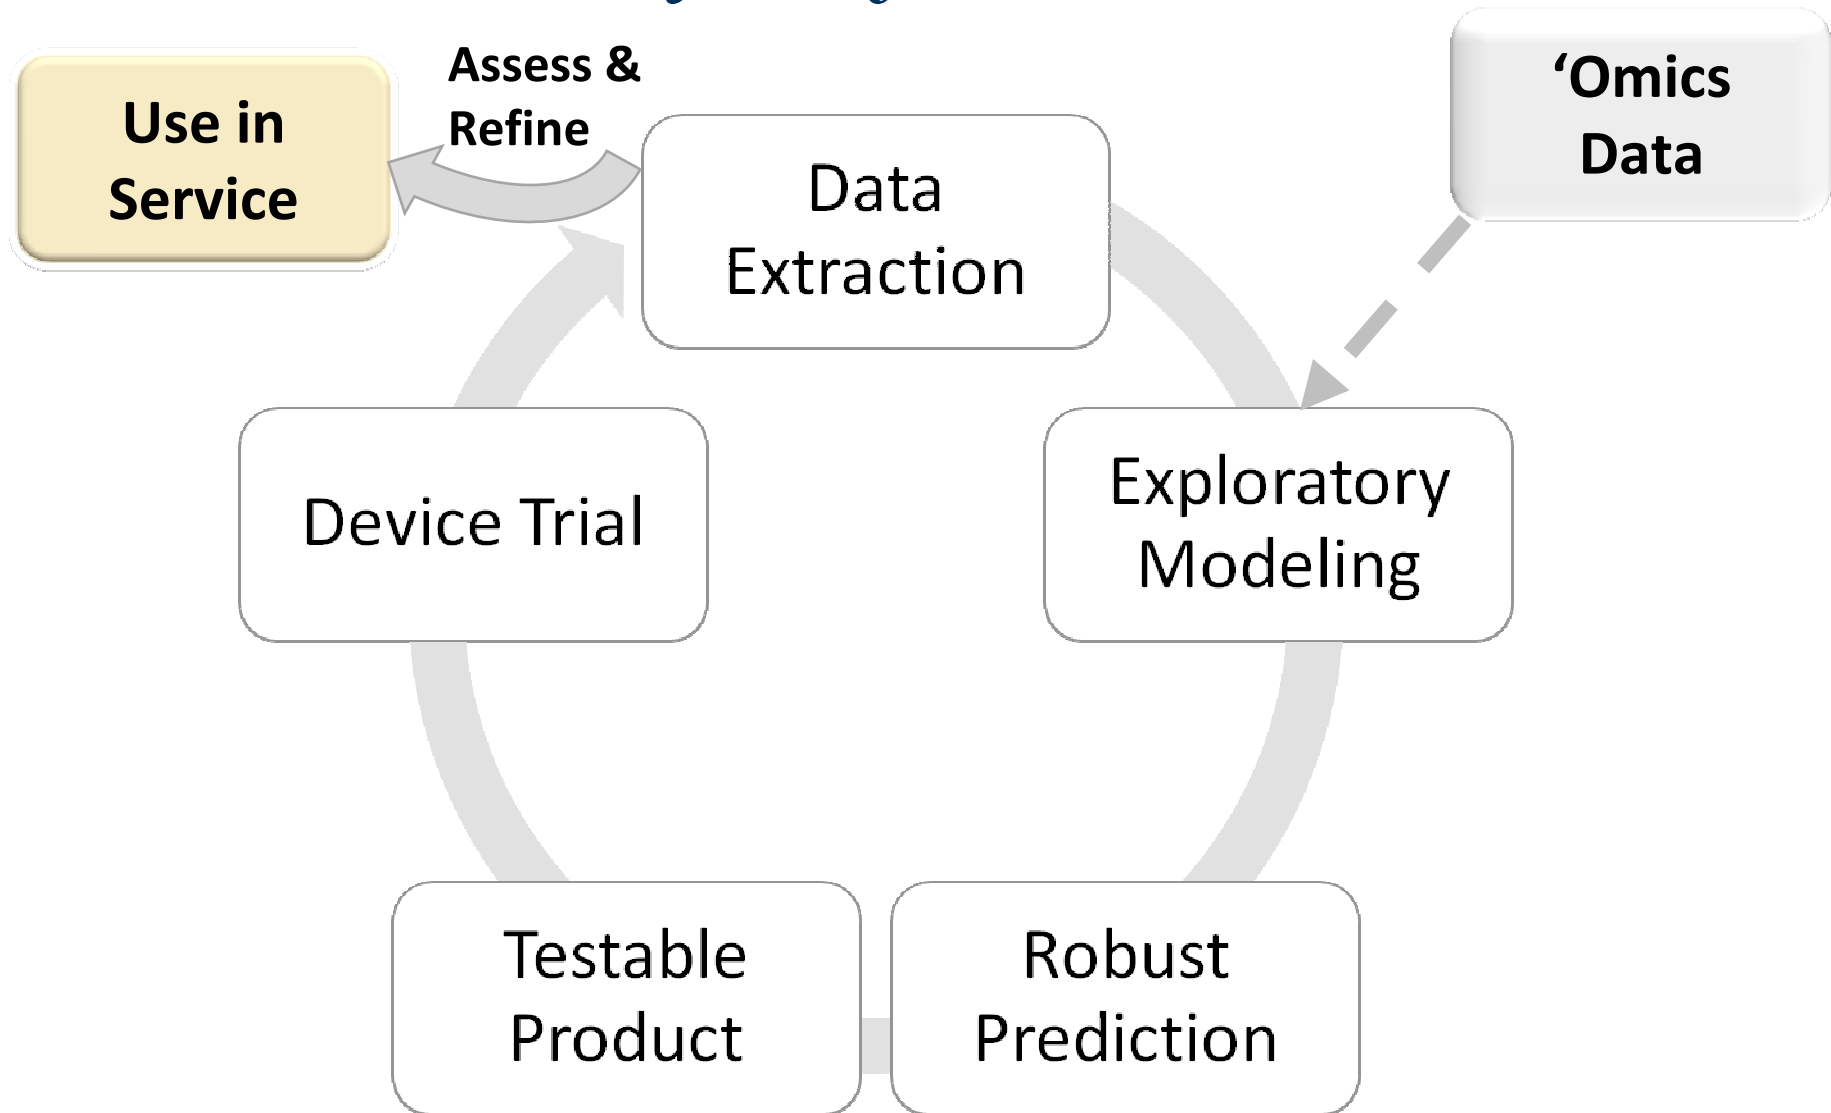 Use in
Service
Assess &
Refine
‘Omics
Data
Data
Extraction
Exploratory
Modeling
Device Trial
Testable
Product
Robust
Prediction